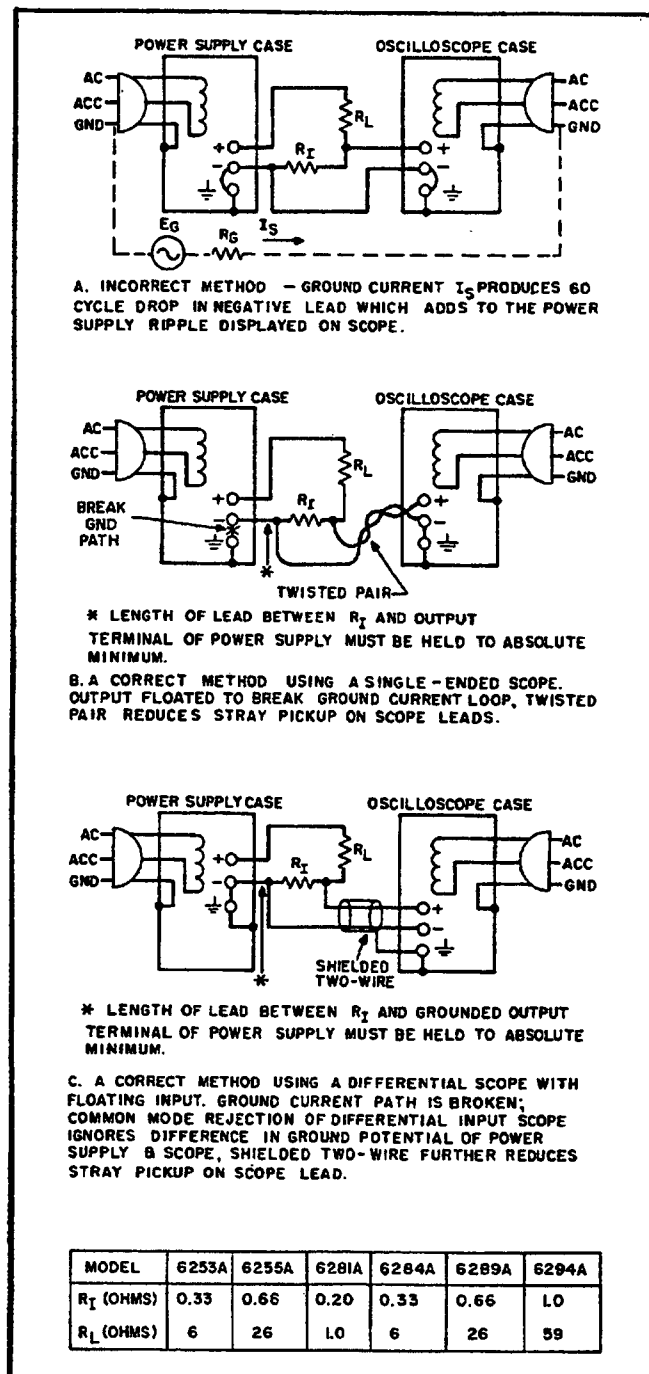 POWER SUPPLY CASE OSCILLOSCOPE CASE
AC AC
ACC ACC
GND GND
+ RL +
- RI -
EG RG IS
A. INCORRECT METHOD - GROUND CURRENT IS PRODUCES 60
CYCLE DROP IN NEGATIVE LEAD WHICH ADDS TO THE POWER
SUPPLY RIPPLE DISPLAYED ON SCOPE.
POWER SUPPLY CASE OSCILLOSCOPE CASE
AC AC
ACC ACC
GND GND
+ RL +
- RI -
BREAK
GND
PATH
*
TWISTED PAIR
* LENGTH OF LEAD BETWEEN RI AND OUTPUT
TERMINAL OF POWER SUPPLY MUST BE HELD TO ABSOLUTE
MINIMUM.
B. A CORRECT METHOD USING A SINGLE-ENDED SCOPE.
OUTPUT FLOATED TO BREAK GROUND CURRENT LOOP, TWISTED
PAIR REDUCES STRAY PICKUP ON SCOPE LEADS.
POWER SUPPLY CASE OSCILLOSCOPE CASE
AC AC
ACC ACC
GND GND
+ RI RL +
- -
SHIELDED
TWO-WIRE
*
* LENGTH OF LEAD BETWEEN RI AND GROUNDED OUTPUT
TERMINAL OF POWER SUPPLY MUST BE HELD TO ABSOLUTE
MINIMUM.
C. A CORRECT METHOD USING A DIFFERENTIAL SCOPE WITH
FLOATING INPUT. GROUND CURRENT PATH IS BROKEN;
COMMON MODE REJECTION OF DIFFERENTIAL INPUT SCOPE
IGNORES DIFFERENCE IN GROUND POTENTIAL OF POWER
SUPPLY & SCOPE, SHIELDED TWO-WIRE FURTHER REDUCES
STRAY PICKUP ON SCOPE LEAD.
MODEL 6253A 6255A 6281A 6284A 6289A 6294A
RI (OHMS) 0.33 0.66 0.20 0.33 0.66 1.0
RL (OHMS) 6 26 1.0 6 26 59